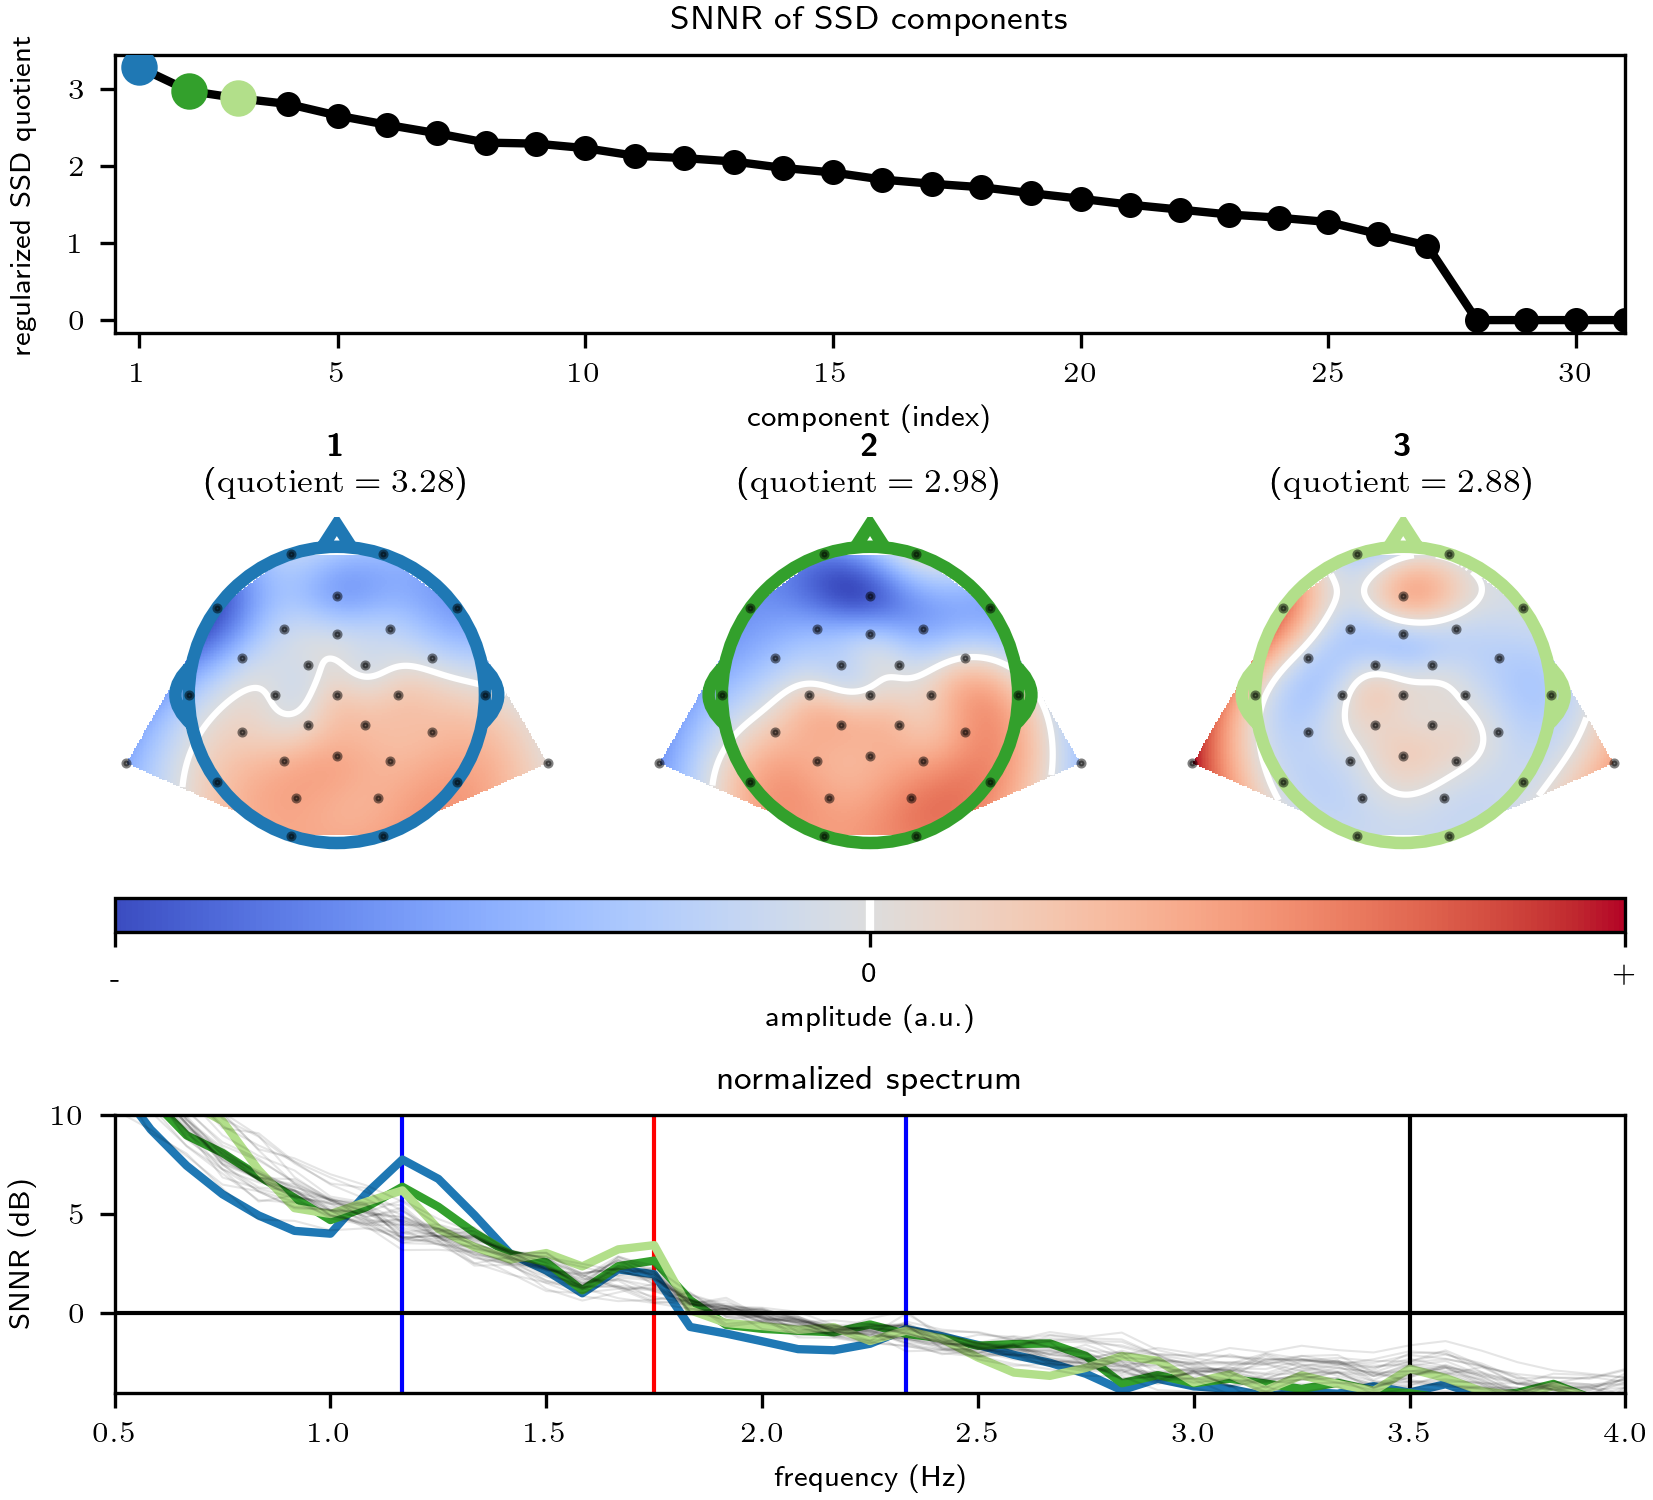 SNNR of SSD components
regularized SSD quotient
3
2
1
0
1 5 10 15 20 25 30
component (index)
1 2 3
(quotient = 3.28) (quotient = 2.98) (quotient = 2.88)
- 0 +
amplitude (a.u.)
normalized spectrum
SNNR (dB)
10
5
0
0.5 1.0 1.5 2.0 2.5 3.0 3.5 4.0
frequency (Hz)